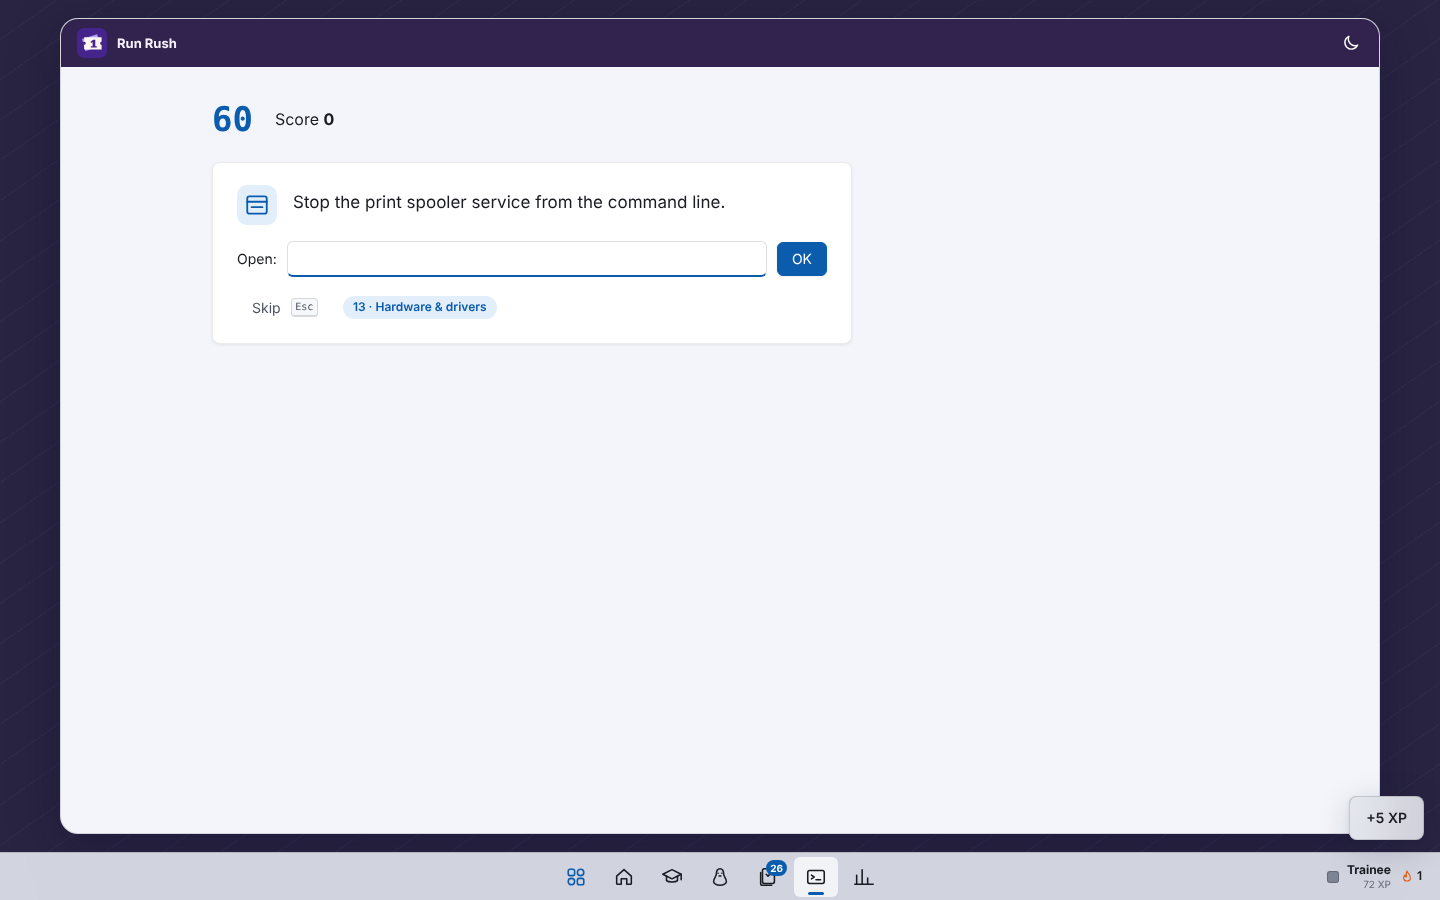 Run Rush
60 Score 0
Stop the print spooler service from the command line.
Open: OK
Skip Esc 13 · Hardware & drivers
+5 XP
26
Trainee
72 XP
1